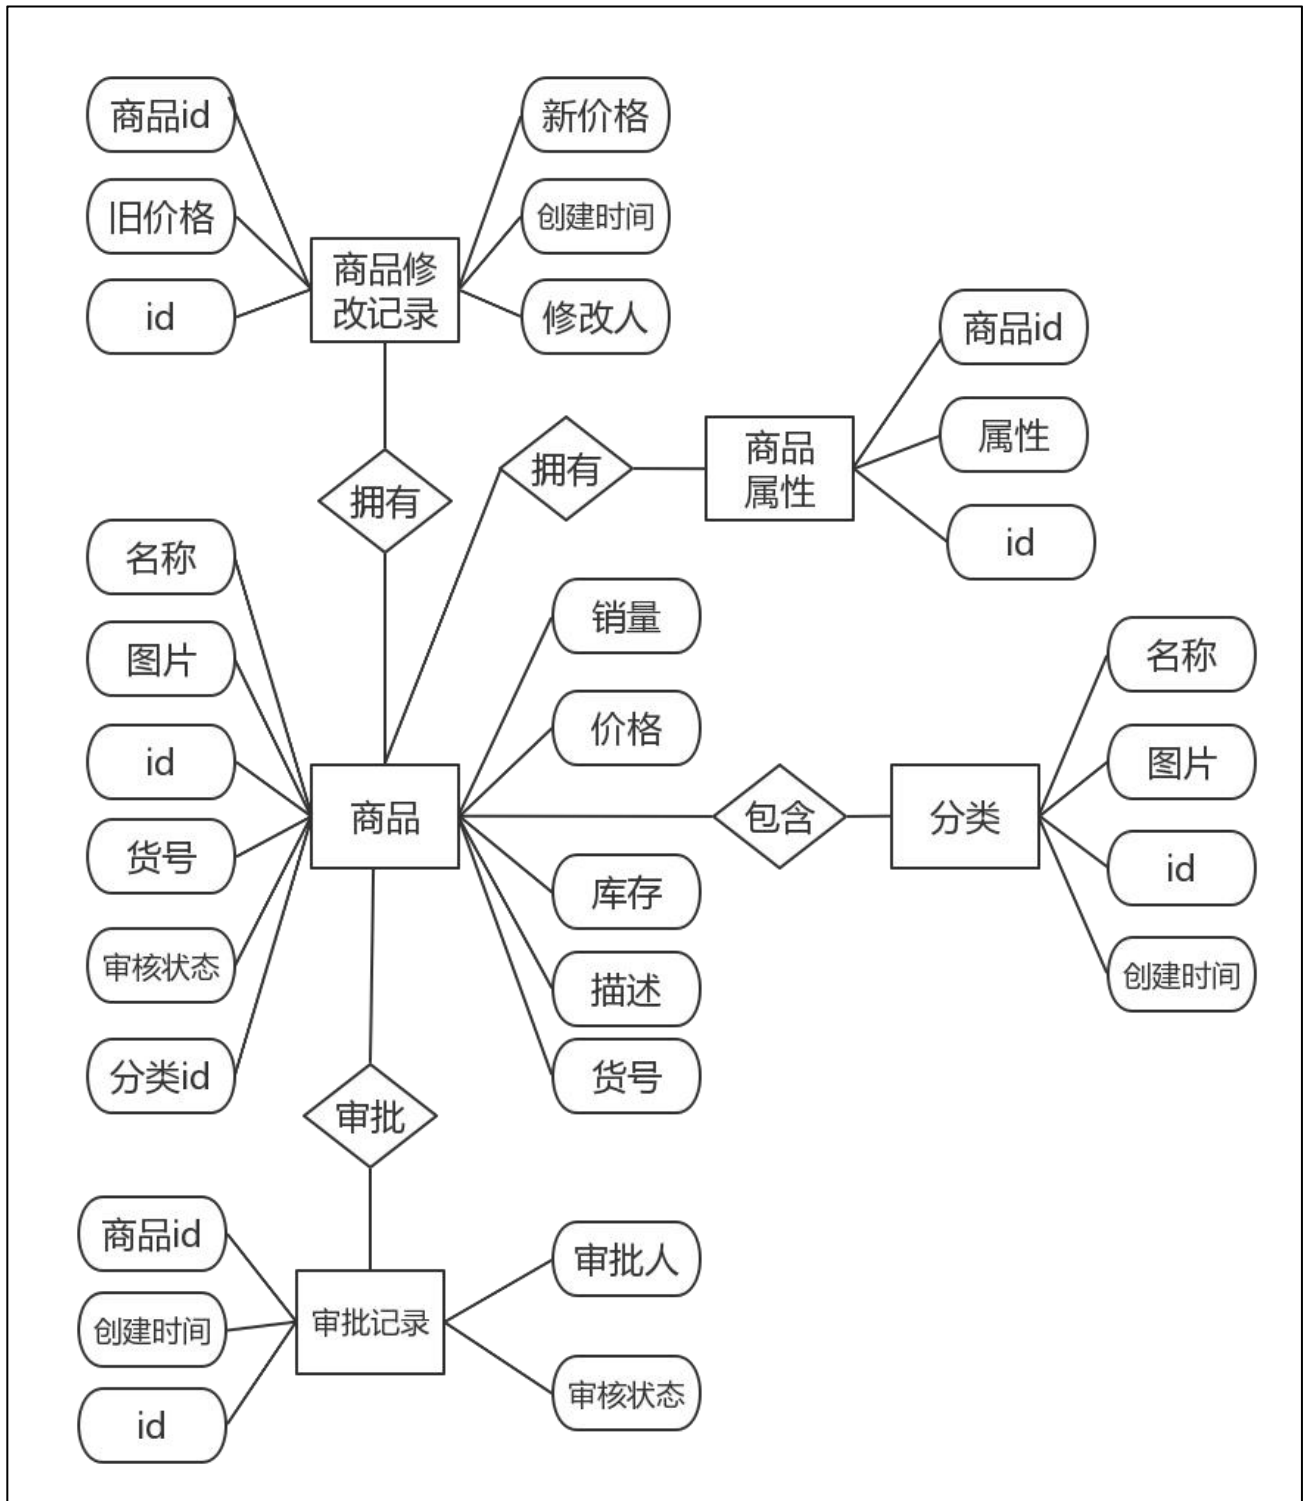 商品id
新价格
旧价格
创建时间
商品修
改记录
id
修改人
商品id
拥有
商品
属性
属性
拥有
id
名称
销量
图片
名称
价格
id
图片
商品
包含
分类
货号
库存
id
审核状态
描述
创建时间
分类id
货号
审批
商品id
审批人
创建时间
审批记录
id
审核状态